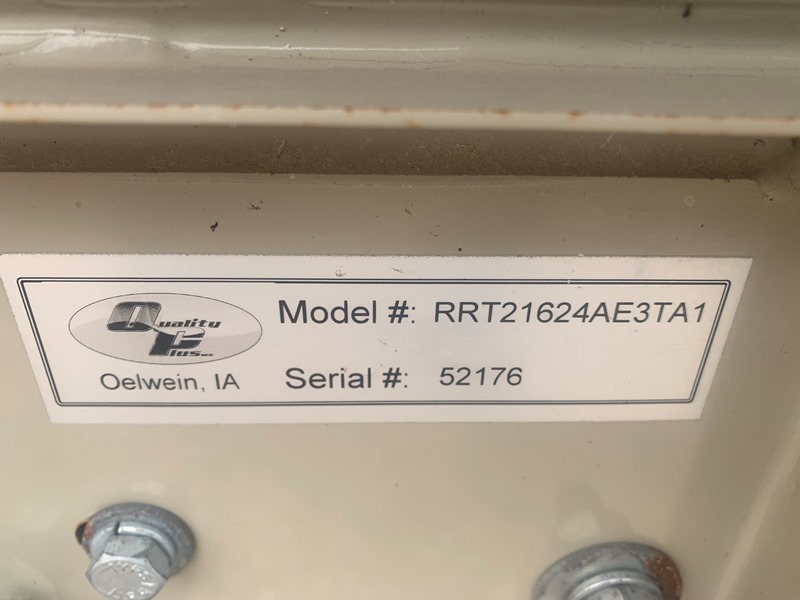 Quality
Plus
Oelwein, IA
Model #: RRT21624AE3TA1
Serial #: 52176